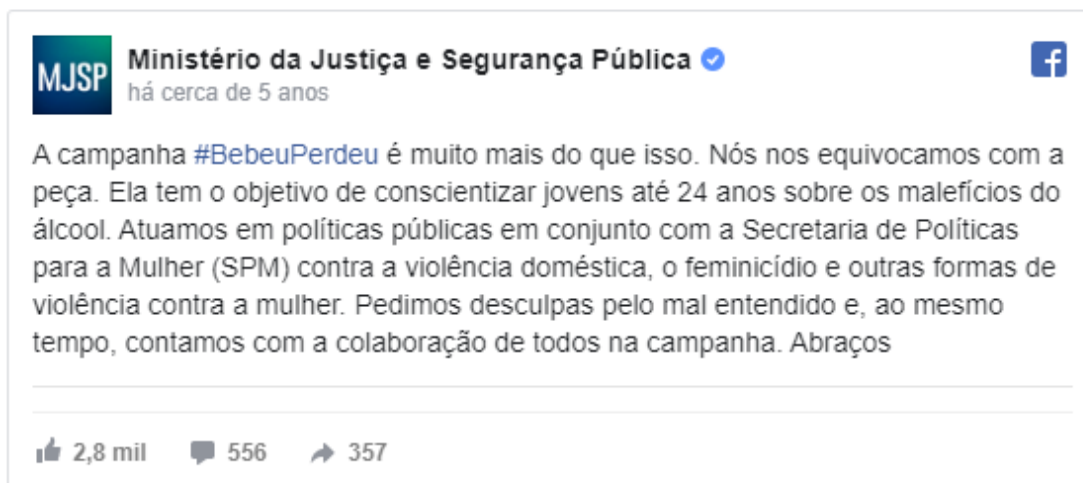 MJSP
Ministério da Justiça e Segurança Pública
há cerca de 5 anos
A campanha #BebeuPerdeu é muito mais do que isso. Nós nos equivocamos com a
peça. Ela tem o objetivo de conscientizar jovens até 24 anos sobre os malefícios do
álcool. Atuamos em políticas públicas em conjunto com a Secretaria de Políticas
para a Mulher (SPM) contra a violência doméstica, o feminicídio e outras formas de
violência contra a mulher. Pedimos desculpas pelo mal entendido e, ao mesmo
tempo, contamos com a colaboração de todos na campanha. Abraços
2,8 mil 556 357